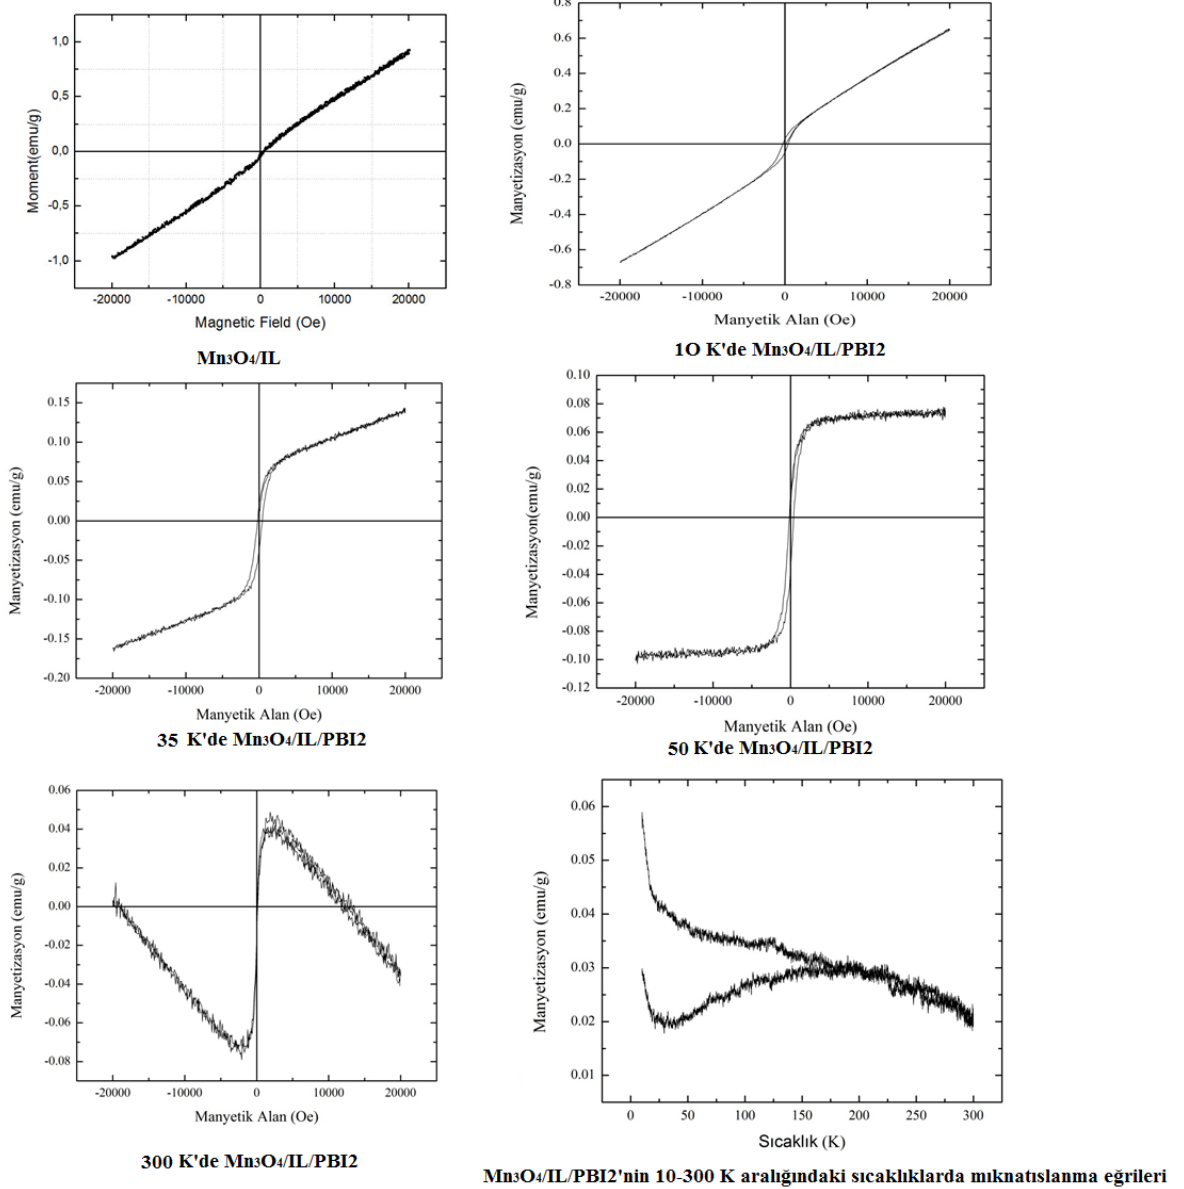 1,0
0,5
0,0
-0,5
-1,0
Moment(emu/g)
-20000 -10000 0 10000 20000
Magnetic Field (Oe)
Mn₃O₄/IL
0.8
0.6
0.4
0.2
0.0
-0.2
-0.4
-0.6
-0.8
Manyetizasyon (emu/g)
-20000 -10000 0 10000 20000
Manyetik Alan (Oe)
1O K'de Mn₃O₄/IL/PBI2
0.15
0.10
0.05
0.00
-0.05
-0.10
-0.15
-0.20
Manyetizasyon (emu/g)
-20000 -10000 0 10000 20000
Manyetik Alan (Oe)
35 K'de Mn₃O₄/IL/PBI2
0.10
0.08
0.06
0.04
0.02
0.00
-0.02
-0.04
-0.06
-0.08
-0.10
-0.12
Manyetizasyon(emu/g)
-20000 -10000 0 10000 20000
Manyetik Alan (Oe)
50 K'de Mn₃O₄/IL/PBI2
0.06
0.04
0.02
0.00
-0.02
-0.04
-0.06
-0.08
Manyetizasyon (emu/g)
-20000 -10000 0 10000 20000
Manyetik Alan (Oe)
300 K'de Mn₃O₄/IL/PBI2
0.06
0.05
0.04
0.03
0.02
0.01
Manyetizasyon (emu/g)
0 50 100 150 200 250 300
Sıcaklık (K)
Mn₃O₄/IL/PBI2'nin 10-300 K aralığındaki sıcaklıklarda mıknatıslanma eğrileri